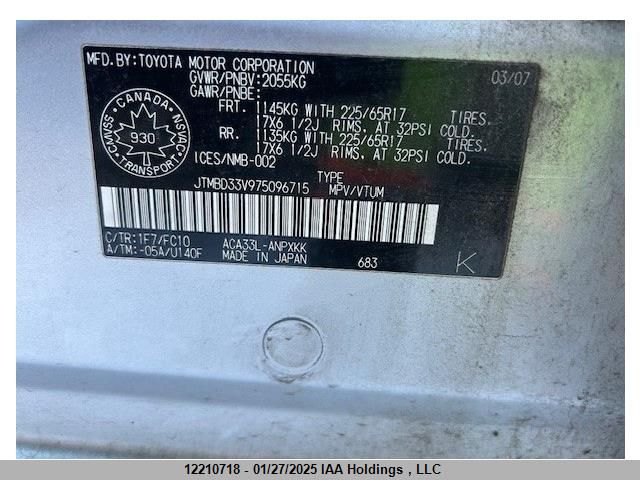 MFD.BY:TOYOTA MOTOR CORPORATION 03/07
GVWR/PNBV:2055KG
GAWR/PNBE:
FRT. 1145KG WITH 225/65R17 TIRES.
17X6 1/2J RIMS, AT 32PSI COLD.
RR. 1135KG WITH 225/65R17 TIRES.
17X6 1/2J RIMS, AT 32PSI COLD.
ICES/NMB-002
CANADA
CMVSS NSVAC
930
TRANSPORT
TYPE
JTMBD33V975096715 MPV/VTUM
C/TR:1F7/FC10 ACA33L-ANPXKK
A/TM:-05A/U140F MADE IN JAPAN 683 K
12210718 - 01/27/2025 IAA Holdings , LLC